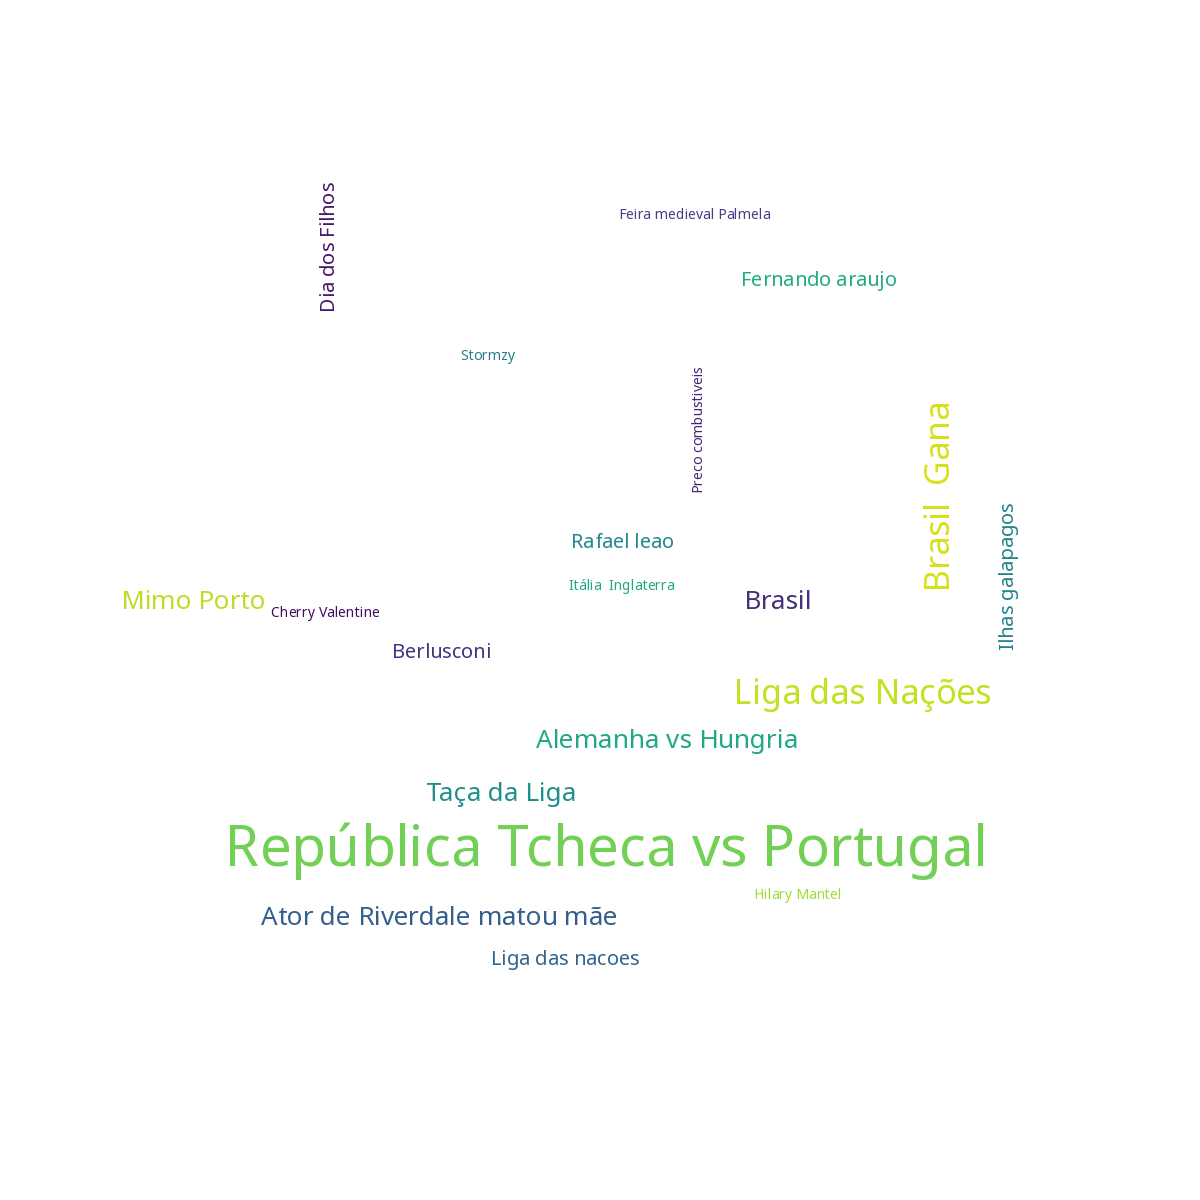 Dia dos Filhos
Feira medieval Palmela
Fernando araujo
Stormzy
Preco combustiveis
Brasil  Gana
Ilhas galapagos
Rafael leao
Itália  Inglaterra
Mimo Porto
Cherry Valentine
Brasil
Berlusconi
Liga das Nações
Alemanha vs Hungria
Taça da Liga
República Tcheca vs Portugal
Hilary Mantel
Ator de Riverdale matou mãe
Liga das nacoes